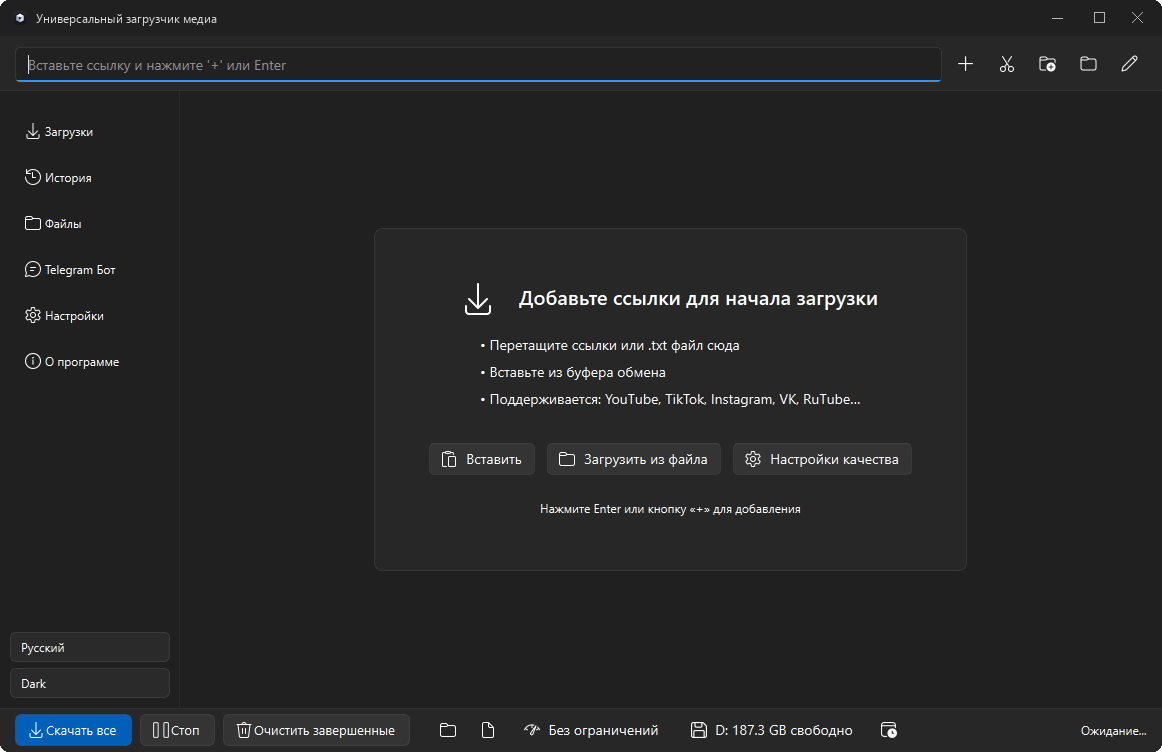 Универсальный загрузчик медиа
Вставьте ссылку и нажмите '+' или Enter
Загрузки
История
Файлы
Telegram Бот
Настройки
О программе
Добавьте ссылки для начала загрузки
• Перетащите ссылки или .txt файл сюда
• Вставьте из буфера обмена
• Поддерживается: YouTube, TikTok, Instagram, VK, RuTube...
Вставить
Загрузить из файла
Настройки качества
Нажмите Enter или кнопку «+» для добавления
Русский
Dark
Скачать все
Стоп
Очистить завершенные
Без ограничений
D: 187.3 GB свободно
Ожидание...